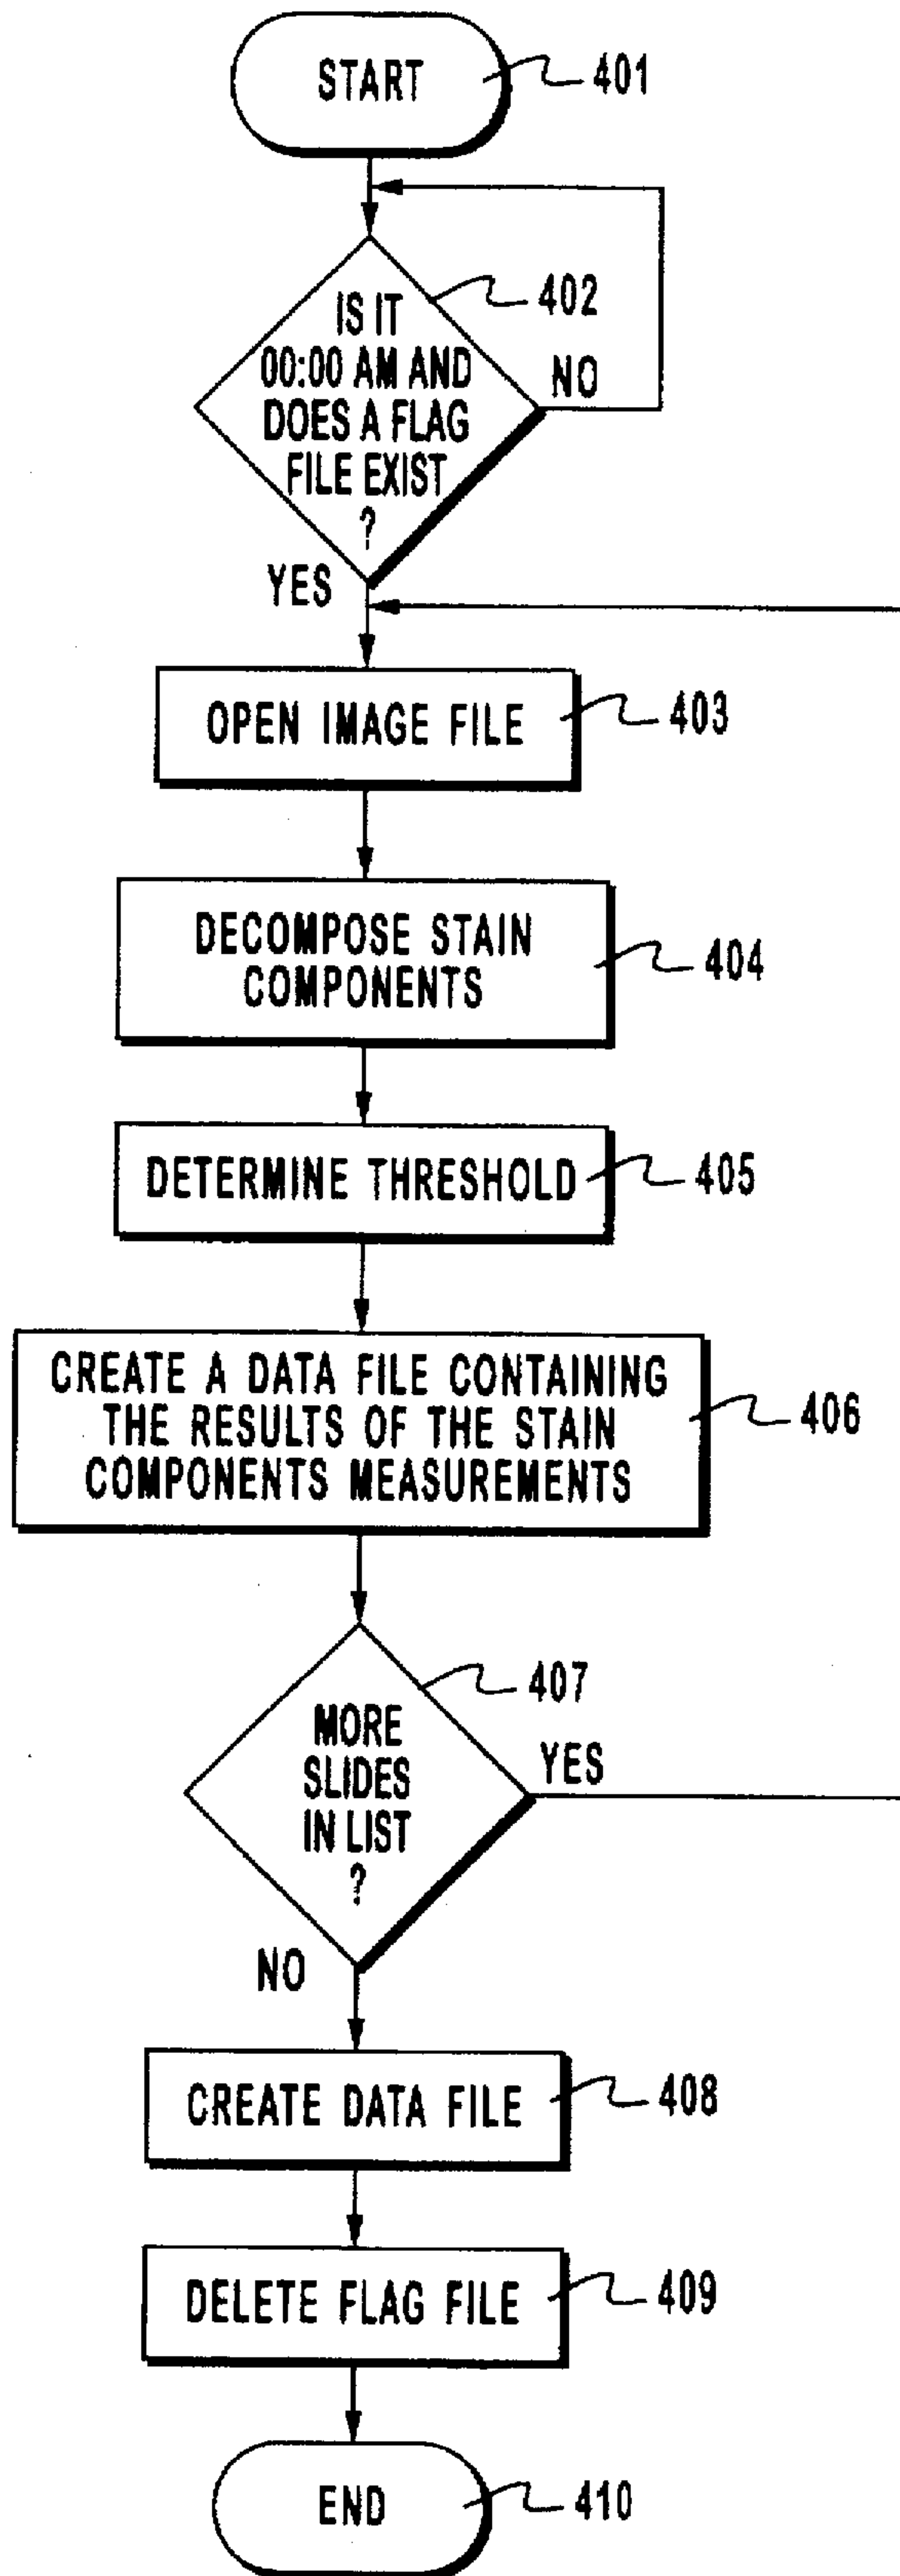 START
401
IS IT
00:00 AM AND
DOES A FLAG
FILE EXIST
?
402
NO
YES
OPEN IMAGE FILE
403
DECOMPOSE STAIN
COMPONENTS
404
DETERMINE THRESHOLD
405
CREATE A DATA FILE CONTAINING
THE RESULTS OF THE STAIN
COMPONENTS MEASUREMENTS
406
MORE
SLIDES
IN LIST
?
407
YES
NO
CREATE DATA FILE
408
DELETE FLAG FILE
409
END
410